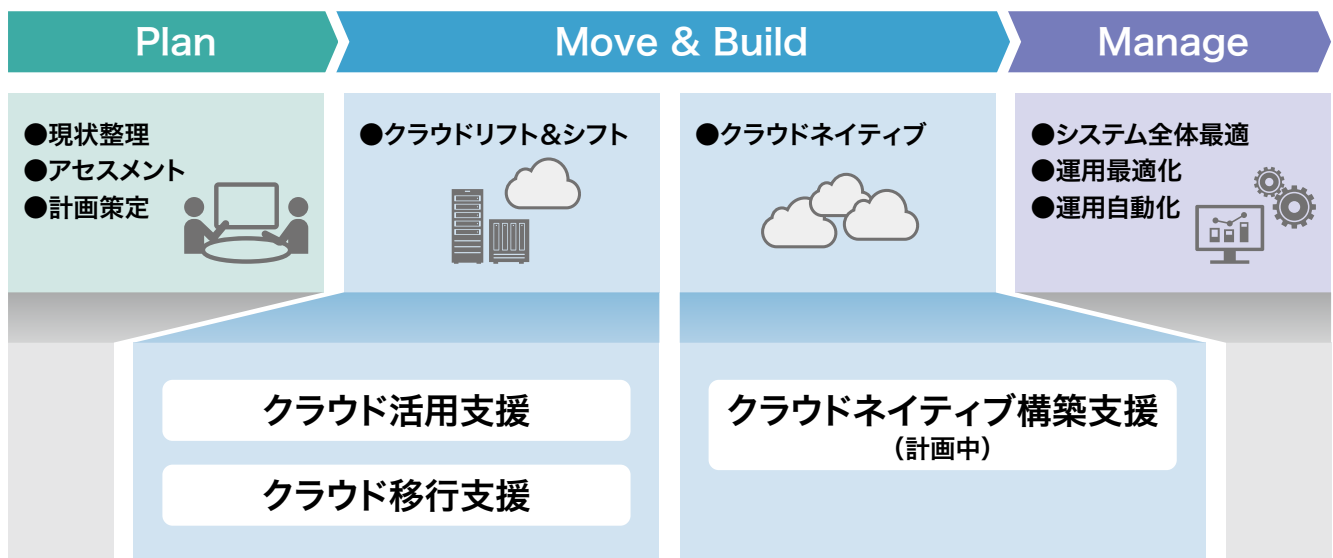 Plan
Move & Build
Manage
●現状整理
●アセスメント
●計画策定
●クラウドリフト&シフト
●クラウドネイティブ
●システム全体最適
●運用最適化
●運用自動化
クラウド活用支援
クラウド移行支援
クラウドネイティブ構築支援
(計画中)